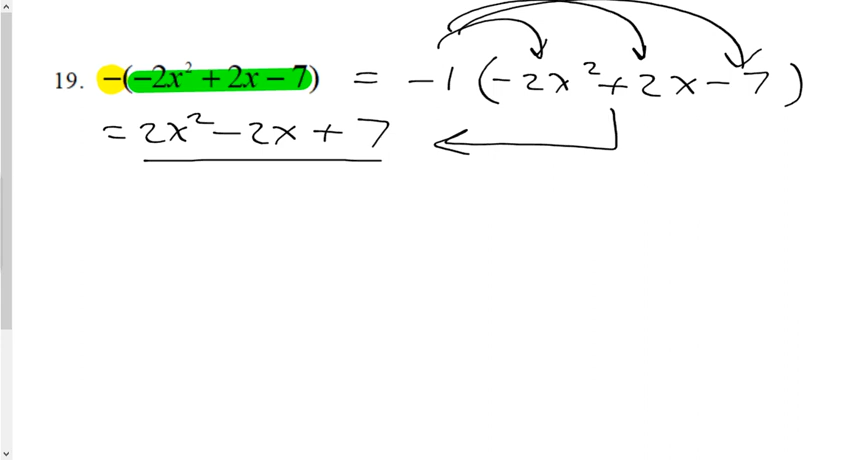 19. −(−2x² + 2x − 7) = −1 (−2x² + 2x − 7)
= 2x² − 2x + 7